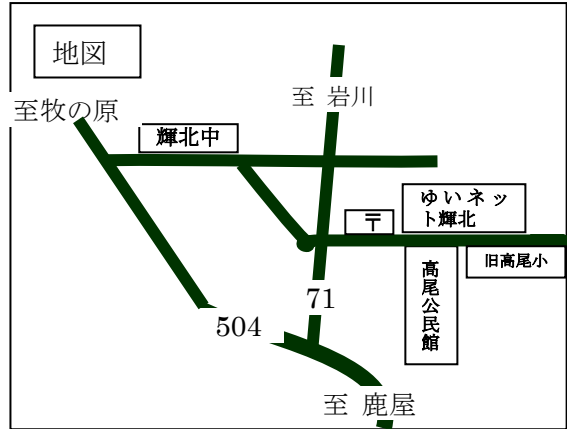 地図
至 岩川
至牧の原
輝北中
ゆいネッ
ト輝北
〒
旧高尾小
高尾公民館
71
504
至 鹿屋